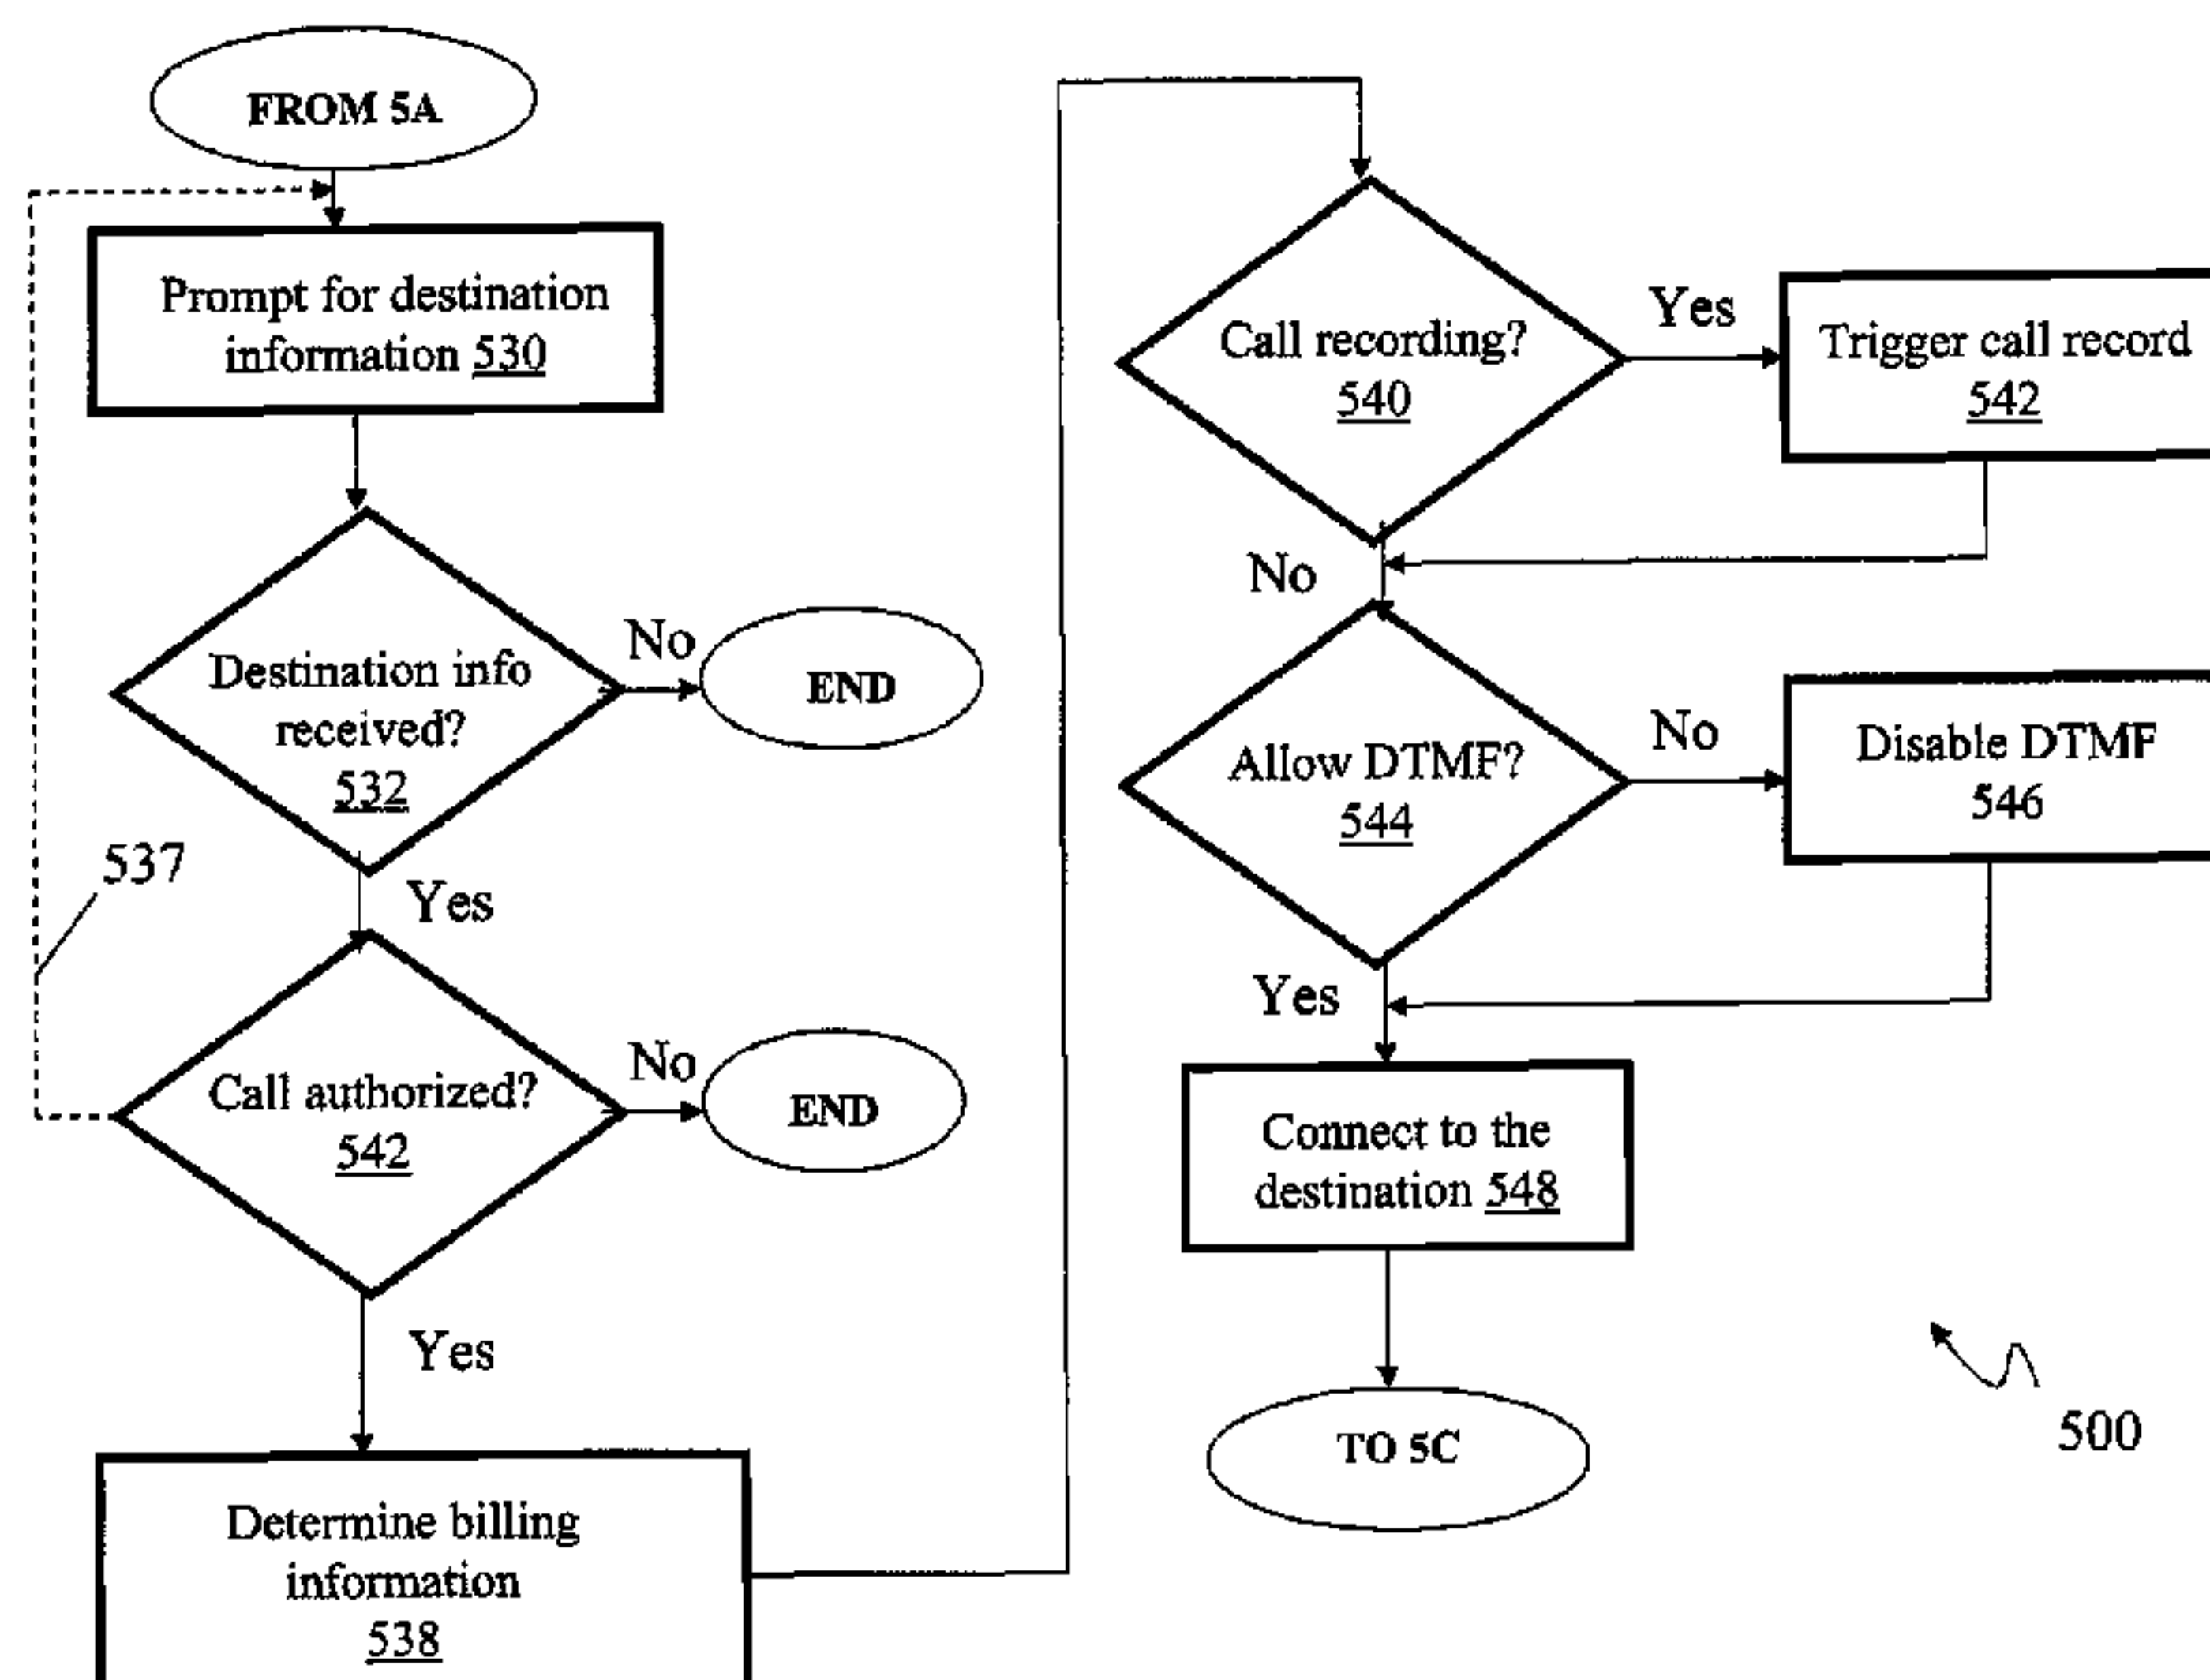 FROM 5A
Prompt for destination
information 530
Destination info
received?
532
No
END
537
Yes
Call authorized?
542
No
END
Yes
Determine billing
information
538
Call recording?
540
Yes
Trigger call record
542
No
Allow DTMF?
544
No
Disable DTMF
546
Yes
Connect to the
destination 548
TO 5C
500